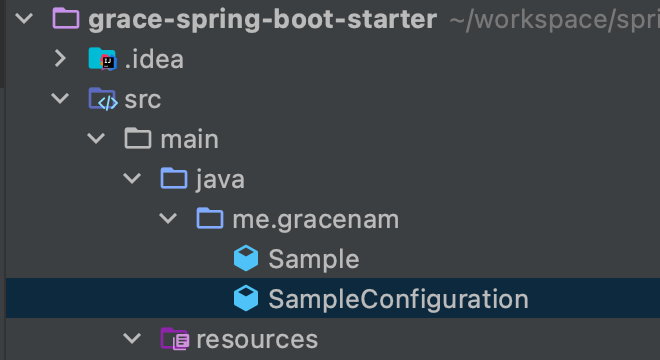 grace-spring-boot-starter ~/workspace/spri
.idea
src
main
java
me.gracenam
Sample
SampleConfiguration
resources